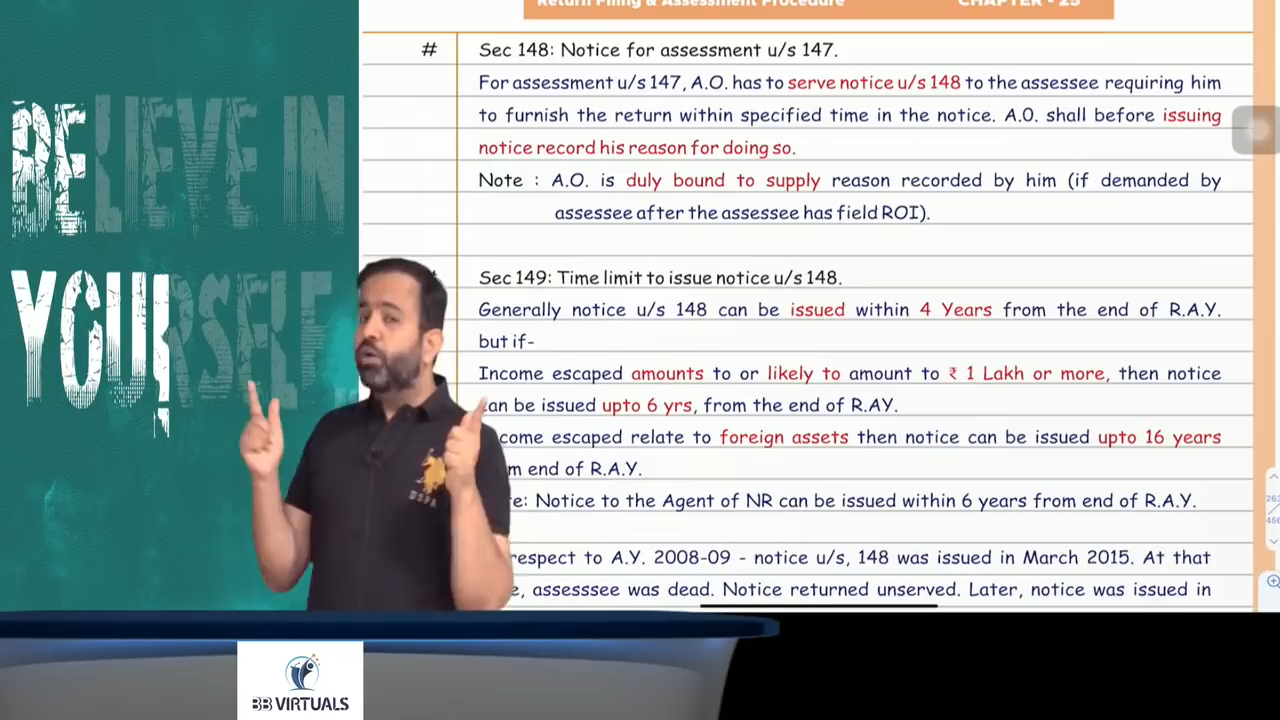 BELIEVE IN
YOURSELF
Return Filing & Assessment Procedure CHAPTER - 25
# Sec 148: Notice for assessment u/s 147.
For assessment u/s 147, A.O. has to serve notice u/s 148 to the assessee requiring him
to furnish the return within specified time in the notice. A.O. shall before issuing
notice record his reason for doing so.
Note : A.O. is duly bound to supply reason recorded by him (if demanded by
assessee after the assessee has field ROI).
Sec 149: Time limit to issue notice u/s 148.
Generally notice u/s 148 can be issued within 4 Years from the end of R.A.Y.
but if-
Income escaped amounts to or likely to amount to ₹ 1 Lakh or more, then notice
can be issued upto 6 yrs, from the end of R.AY.
come escaped relate to foreign assets then notice can be issued upto 16 years
m end of R.A.Y.
e: Notice to the Agent of NR can be issued within 6 years from end of R.A.Y.
respect to A.Y. 2008-09 - notice u/s, 148 was issued in March 2015. At that
e, assesssee was dead. Notice returned unserved. Later, notice was issued in
263
456
BB VIRTUALS